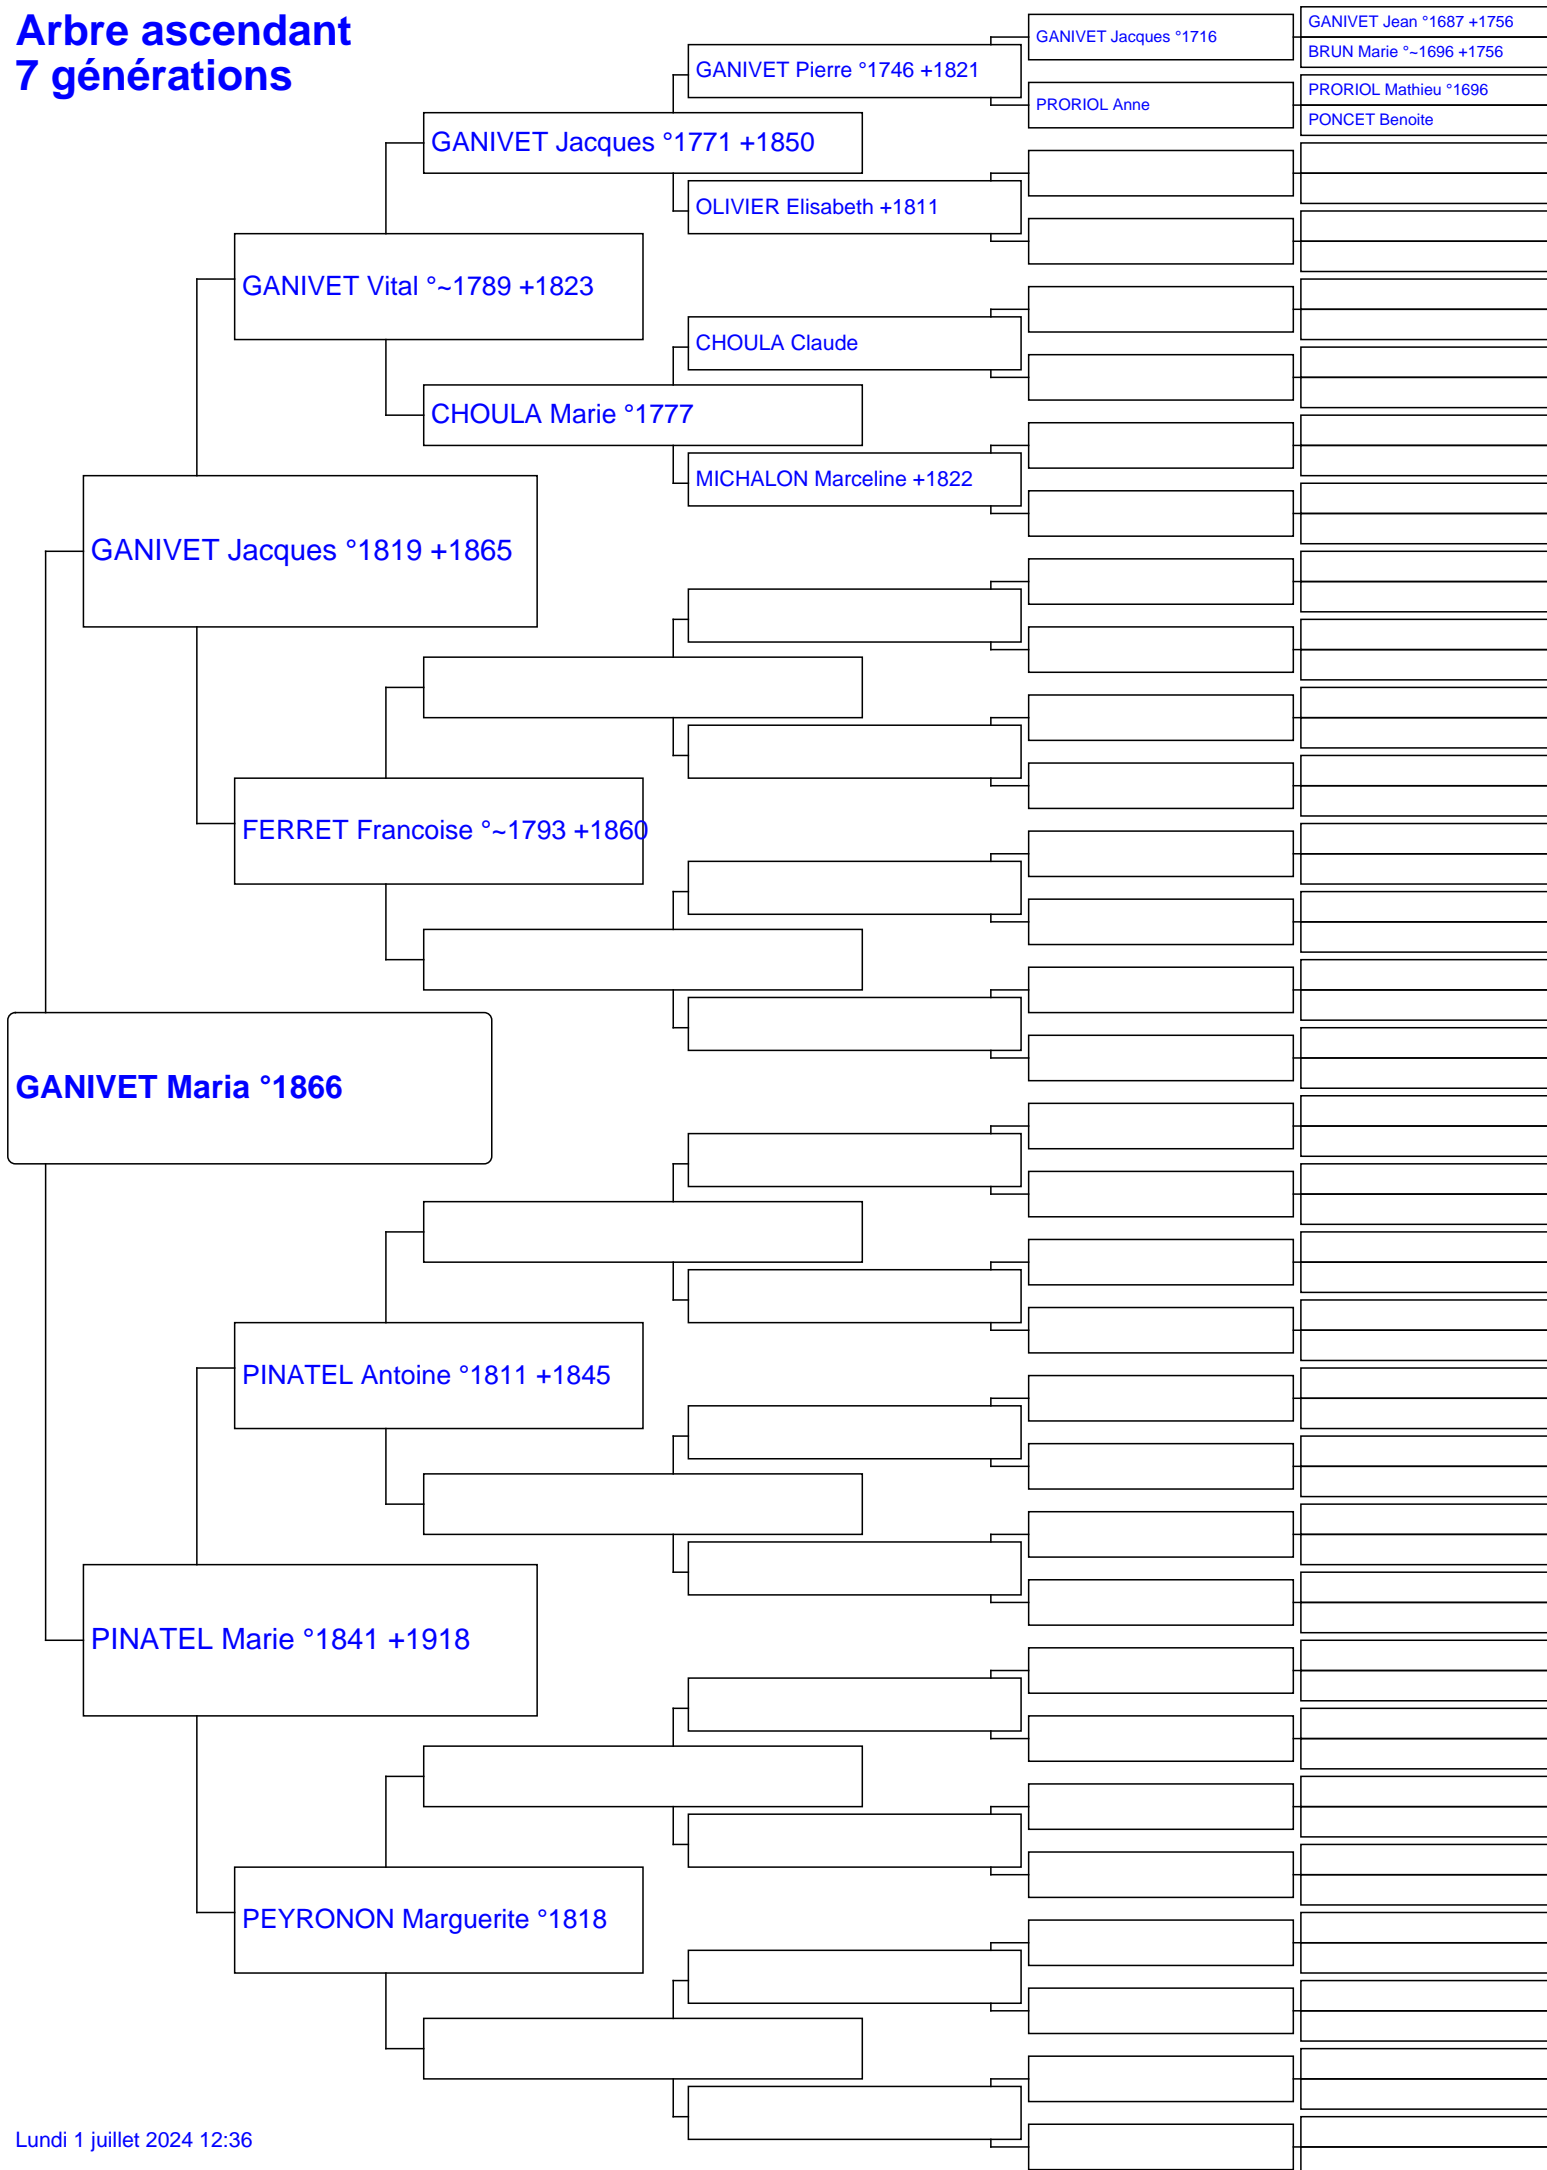 Arbre ascendant
7 générations
GANIVET Jean °1687 +1756
GANIVET Jacques °1716
BRUN Marie °~1696 +1756
GANIVET Pierre °1746 +1821
PRORIOL Mathieu °1696
PRORIOL Anne
PONCET Benoite
GANIVET Jacques °1771 +1850
OLIVIER Elisabeth +1811
GANIVET Vital °~1789 +1823
CHOULA Claude
CHOULA Marie °1777
MICHALON Marceline +1822
GANIVET Jacques °1819 +1865
FERRET Francoise °~1793 +1860
GANIVET Maria °1866
PINATEL Antoine °1811 +1845
PINATEL Marie °1841 +1918
PEYRONON Marguerite °1818
Lundi 1 juillet 2024 12:36